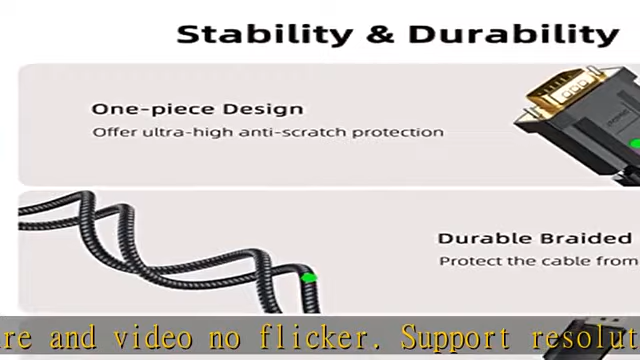 Stability & Durability
One-piece Design
Offer ultra-high anti-scratch protection
Durable Braided
Protect the cable from
re and video no flicker. Support resolut